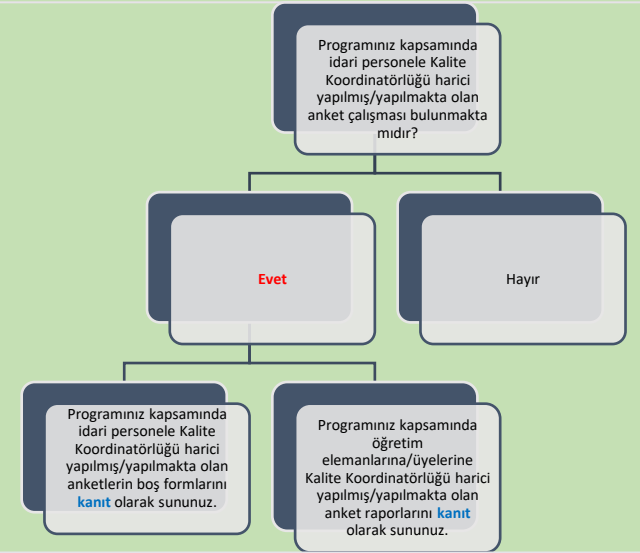 Programınız kapsamında
idari personele Kalite
Koordinatörlüğü harici
yapılmış/yapılmakta olan
anket çalışması bulunmakta
mıdır?
Evet
Hayır
Programınız kapsamında
idari personele Kalite
Koordinatörlüğü harici
yapılmış/yapılmakta olan
anketlerin boş formlarını
kanıt olarak sununuz.
Programınız kapsamında
öğretim
elemanlarına/üyelerine
Kalite Koordinatörlüğü harici
yapılmış/yapılmakta olan
anket raporlarını kanıt
olarak sununuz.